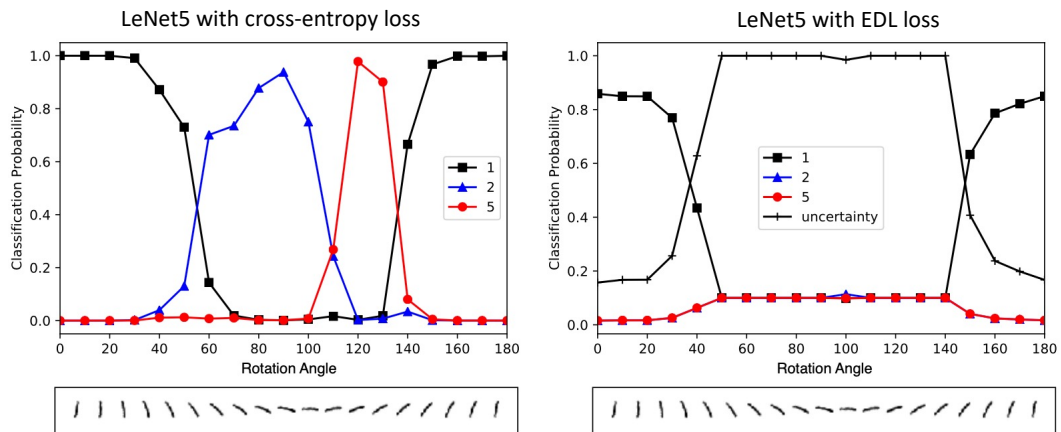 LeNet5 with cross-entropy loss
Classification Probability
1.0
0.8
0.6
0.4
0.2
0.0
1
2
5
0 20 40 60 80 100 120 140 160 180
Rotation Angle
LeNet5 with EDL loss
Classification Probability
1.0
0.8
0.6
0.4
0.2
0.0
1
2
5
uncertainty
0 20 40 60 80 100 120 140 160 180
Rotation Angle